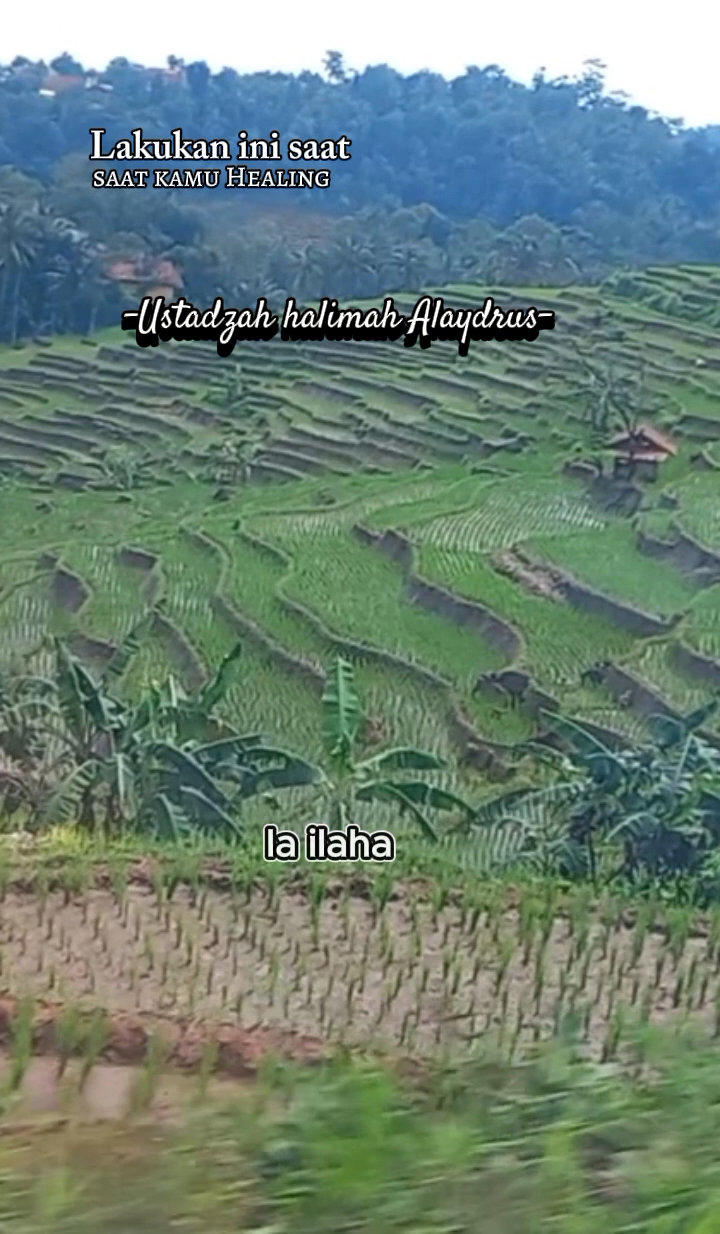 Lakukan ini saat
SAAT KAMU HEALING
-Ustadzah halimah Alaydrus-
la ilaha